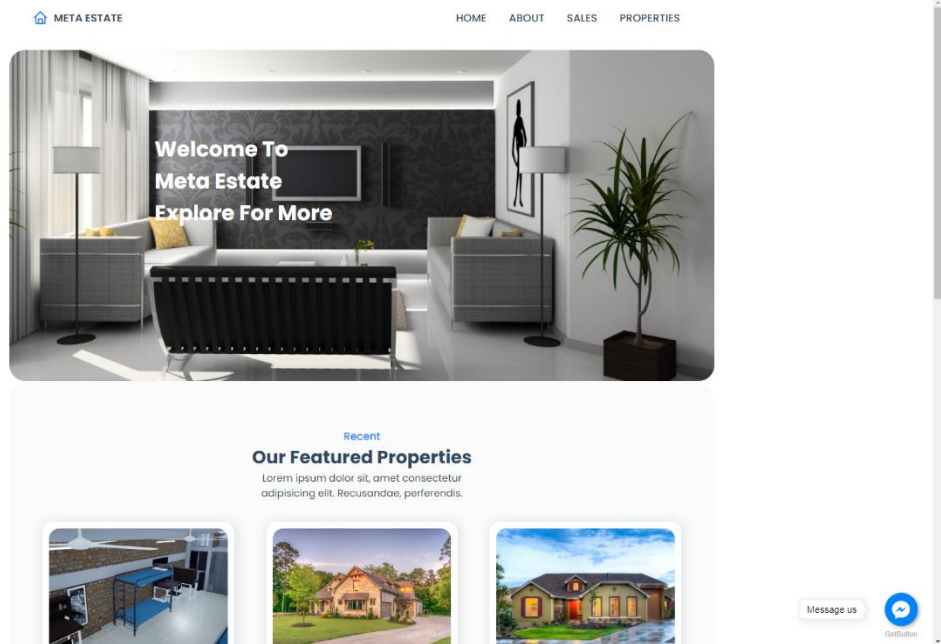 META ESTATE
HOME ABOUT SALES PROPERTIES
Welcome To
Meta Estate
Explore For More
Recent
Our Featured Properties
Lorem ipsum dolor sit, amet consectetur
adipisicing elit. Recusandae, perferendis.
Message us
GetButton